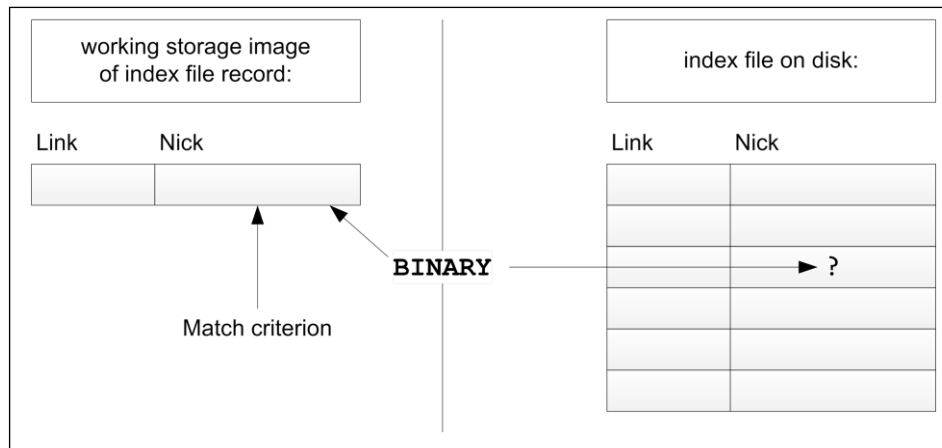 working storage image
of index file record:
index file on disk:
Link Nick
Link Nick
BINARY
?
Match criterion